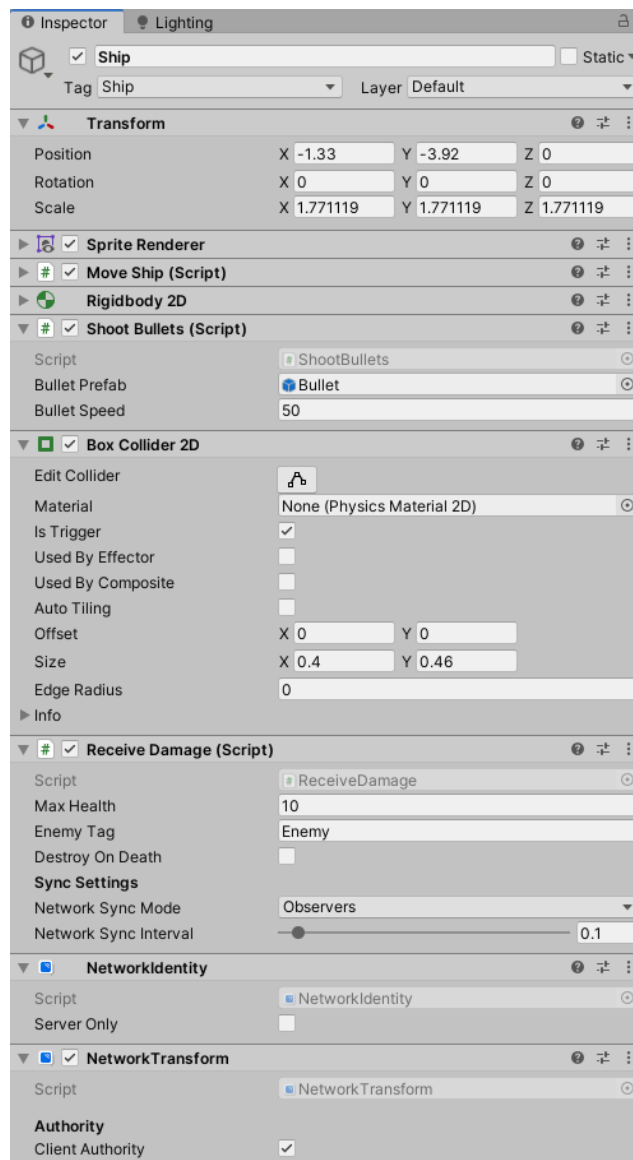 Inspector Lighting
Ship Static
Tag Ship Layer Default
Transform
Position X -1.33 Y -3.92 Z 0
Rotation X 0 Y 0 Z 0
Scale X 1.771119 Y 1.771119 Z 1.771119
Sprite Renderer
# Move Ship (Script)
Rigidbody 2D
# Shoot Bullets (Script)
Script # ShootBullets
Bullet Prefab Bullet
Bullet Speed 50
Box Collider 2D
Edit Collider
Material None (Physics Material 2D)
Is Trigger
Used By Effector
Used By Composite
Auto Tiling
Offset X 0 Y 0
Size X 0.4 Y 0.46
Edge Radius 0
Info
# Receive Damage (Script)
Script # ReceiveDamage
Max Health 10
Enemy Tag Enemy
Destroy On Death
Sync Settings
Network Sync Mode Observers
Network Sync Interval 0.1
NetworkIdentity
Script NetworkIdentity
Server Only
NetworkTransform
Script NetworkTransform
Authority
Client Authority